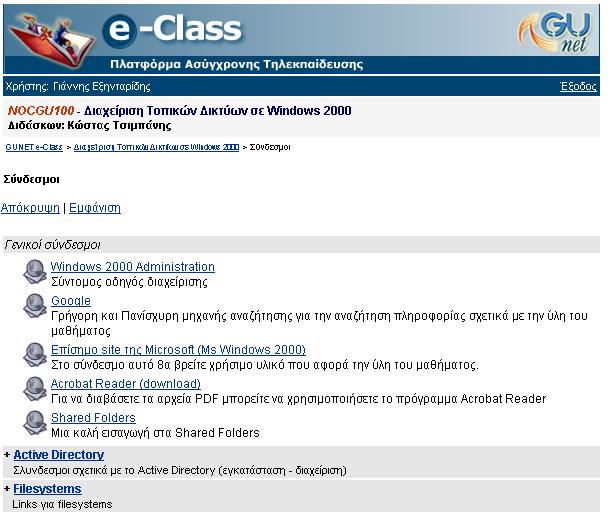 e-Class
GUnet
Πλατφόρμα Ασύγχρονης Τηλεκπαίδευσης
Χρήστης: Γιάννης Εξηνταρίδης Έξοδος
NOCGU100 - Διαχείριση Τοπικών Δικτύων σε Windows 2000
Διδάσκων: Κώστας Τσιμπάνης
GUNET e-Class > Διαχείριση Τοπικών Δικτύων σε Windows 2000 > Σύνδεσμοι
Σύνδεσμοι
Απόκρυψη | Εμφάνιση
Γενικοί σύνδεσμοι
Windows 2000 Administration
Σύντομος οδηγός διαχείρισης
Google
Γρήγορη και Πανίσχυρη μηχανής αναζήτησης για την αναζήτηση πληροφορίας σχετικά με την ύλη του
μαθήματος
Επίσημο site της Microsoft (Ms Windows 2000)
Στο σύνδεσμο αυτό θα βρείτε χρήσιμο υλικό που αφορά την ύλη του μαθήματος.
Acrobat Reader (download)
Για να διαβάσετε τα αρχεία PDF μπορείτε να χρησιμοποιήσετε το πρόγραμμα Acrobat Reader
Shared Folders
Μια καλή εισαγωγή στα Shared Folders
+ Active Directory
Σλυνδεσμοι σχετικά με το Active Directory (εγκατάσταση - διαχείριση)
+ Filesystems
Links για filesystems